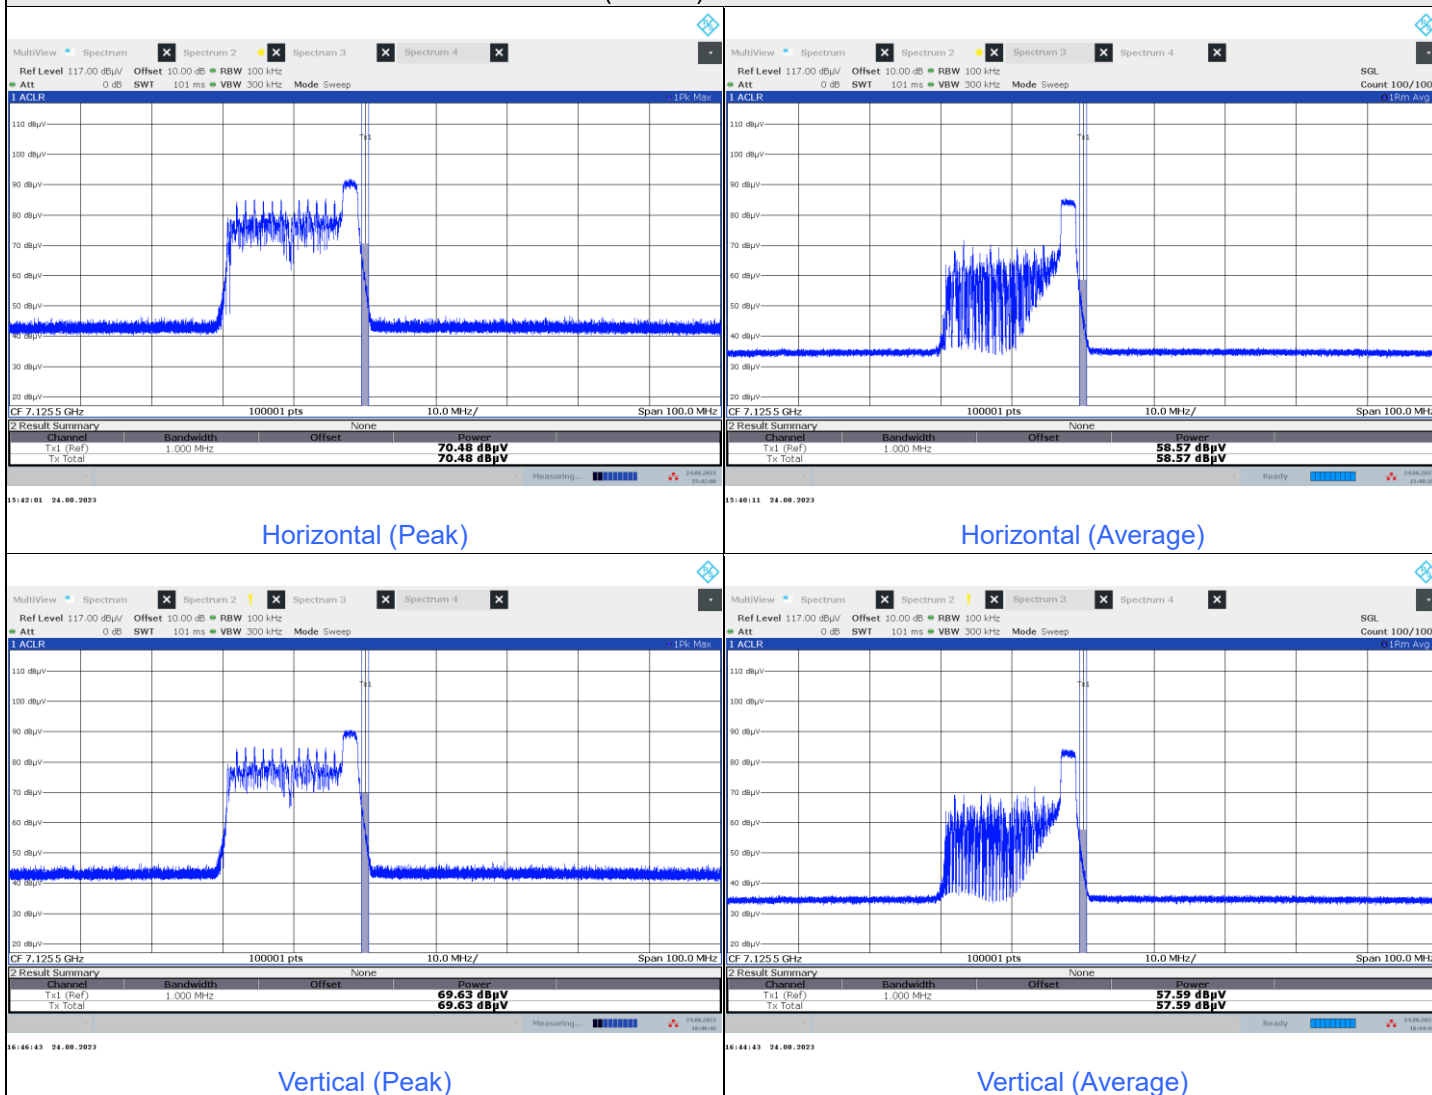 MultiView Spectrum Spectrum 2 Spectrum 3 Spectrum 4
Ref Level 117.00 dBµV Offset 10.00 dB RBW 100 kHz
Att 0 dB SWT 101 ms VBW 300 kHz Mode Sweep
1 ACLR 1Pk Max
110 dBµV
Tx1
100 dBµV
90 dBµV
80 dBµV
70 dBµV
60 dBµV
50 dBµV
40 dBµV
30 dBµV
20 dBµV
CF 7.1255 GHz 100001 pts 10.0 MHz/ Span 100.0 MHz
2 Result Summary None
Channel Bandwidth Offset Power
Tx1 (Ref) 1.000 MHz 70.48 dBµV
Tx Total 70.48 dBµV
Measuring... 24.08.2023
15:42:00
15:42:01 24.08.2023
Horizontal (Peak)
MultiView Spectrum Spectrum 2 Spectrum 3 Spectrum 4
Ref Level 117.00 dBµV Offset 10.00 dB RBW 100 kHz SGL
Att 0 dB SWT 101 ms VBW 300 kHz Mode Sweep Count 100/100
1 ACLR 1Rm Avg
110 dBµV
Tx1
100 dBµV
90 dBµV
80 dBµV
70 dBµV
60 dBµV
50 dBµV
40 dBµV
30 dBµV
20 dBµV
CF 7.1255 GHz 100001 pts 10.0 MHz/ Span 100.0 MHz
2 Result Summary None
Channel Bandwidth Offset Power
Tx1 (Ref) 1.000 MHz 58.57 dBµV
Tx Total 58.57 dBµV
Ready
15:40:11 24.08.2023
Horizontal (Average)
MultiView Spectrum Spectrum 2 Spectrum 3 Spectrum 4
Ref Level 117.00 dBµV Offset 10.00 dB RBW 100 kHz
Att 0 dB SWT 101 ms VBW 300 kHz Mode Sweep
1 ACLR 1Pk Max
110 dBµV
Tx1
100 dBµV
90 dBµV
80 dBµV
70 dBµV
60 dBµV
50 dBµV
40 dBµV
30 dBµV
20 dBµV
CF 7.1255 GHz 100001 pts 10.0 MHz/ Span 100.0 MHz
2 Result Summary None
Channel Bandwidth Offset Power
Tx1 (Ref) 1.000 MHz 69.63 dBµV
Tx Total 69.63 dBµV
Measuring... 24.08.2023
16:46:42
16:46:43 24.08.2023
Vertical (Peak)
MultiView Spectrum Spectrum 2 Spectrum 3 Spectrum 4
Ref Level 117.00 dBµV Offset 10.00 dB RBW 100 kHz SGL
Att 0 dB SWT 101 ms VBW 300 kHz Mode Sweep Count 100/100
1 ACLR 1Rm Avg
110 dBµV
Tx1
100 dBµV
90 dBµV
80 dBµV
70 dBµV
60 dBµV
50 dBµV
40 dBµV
30 dBµV
20 dBµV
CF 7.1255 GHz 100001 pts 10.0 MHz/ Span 100.0 MHz
2 Result Summary None
Channel Bandwidth Offset Power
Tx1 (Ref) 1.000 MHz 57.59 dBµV
Tx Total 57.59 dBµV
Ready
16:44:43 24.08.2023
Vertical (Average)